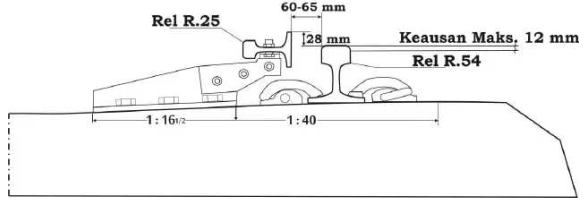 60-65 mm
Rel R.25
28 mm
Keausan Maks. 12 mm
Rel R.54
1 : 16 1/2
1 : 40